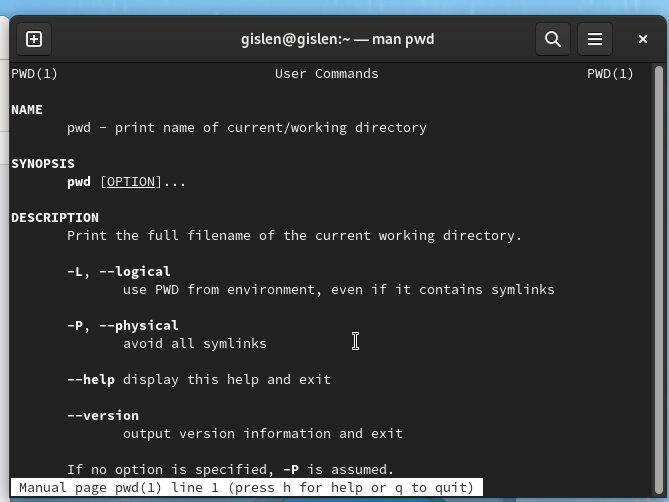 gislen@gislen:~ — man pwd
PWD(1) User Commands PWD(1)
NAME
pwd - print name of current/working directory
SYNOPSIS
pwd [OPTION]...
DESCRIPTION
Print the full filename of the current working directory.
-L, --logical
use PWD from environment, even if it contains symlinks
-P, --physical
avoid all symlinks
--help display this help and exit
--version
output version information and exit
If no option is specified, -P is assumed.
Manual page pwd(1) line 1 (press h for help or q to quit)